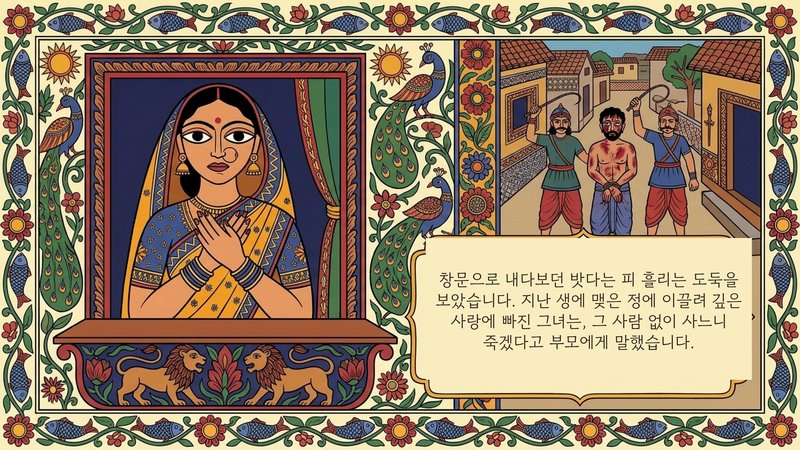 창문으로 내다보던 밧다는 피 흘리는 도둑을
보았습니다. 지난 생에 맺은 정에 이끌려 깊은
사랑에 빠진 그녀는, 그 사람 없이 사느니
죽겠다고 부모에게 말했습니다.